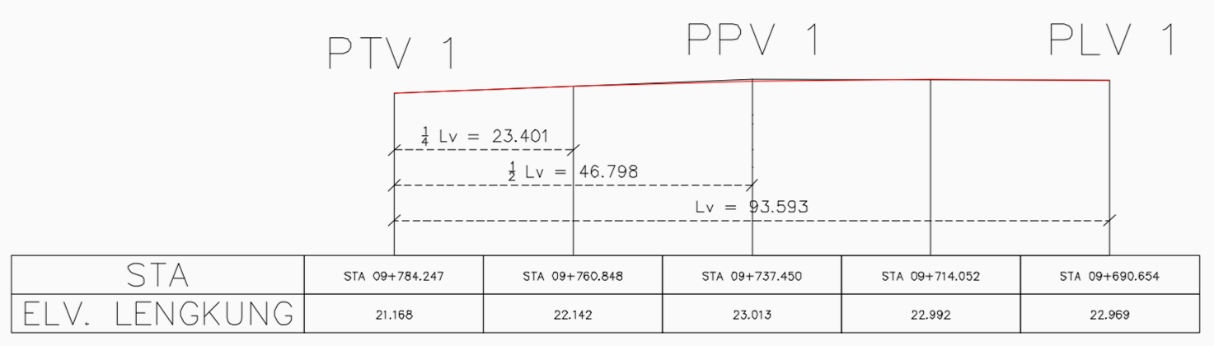 PTV 1
PPV 1
PLV 1
1/4 Lv = 23.401
1/2 Lv = 46.798
Lv = 93.593
STA STA 09+784.247 STA 09+760.848 STA 09+737.450 STA 09+714.052 STA 09+690.654
ELV. LENGKUNG 21.168 22.142 23.013 22.992 22.969